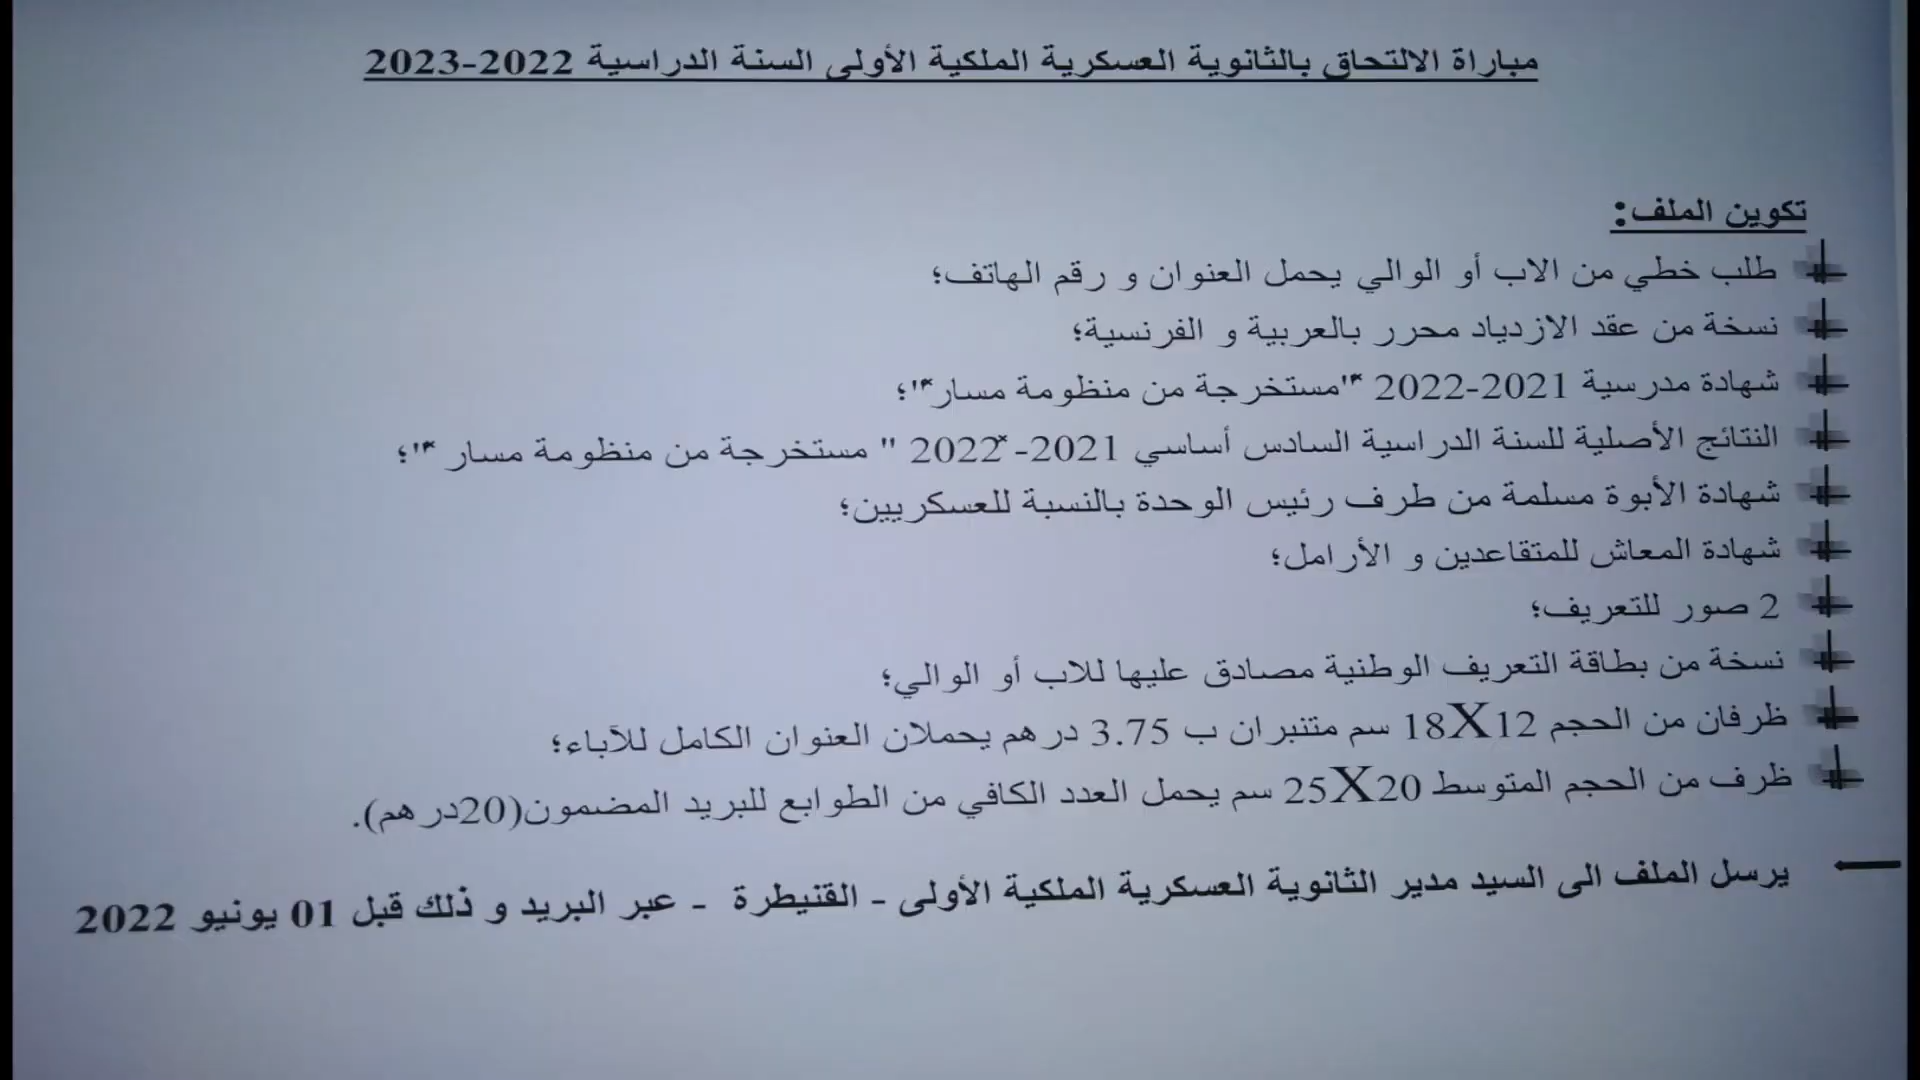 مباراة الالتحاق بالثانوية العسكرية الملكية الأولى السنة الدراسية 2022-2023
تكوين الملف:
طلب خطي من الاب أو الوالي يحمل العنوان و رقم الهاتف؛
نسخة من عقد الازدياد محرر بالعربية و الفرنسية؛
شهادة مدرسية 2021-2022 "*مستخرجة من منظومة مسار*"؛
النتائج الأصلية للسنة الدراسية السادس أساسي 2021- *2022 " مستخرجة من منظومة مسار *"؛
شهادة الأبوة مسلمة من طرف رئيس الوحدة بالنسبة للعسكريين؛
شهادة المعاش للمتقاعدين و الأرامل؛
2 صور للتعريف؛
نسخة من بطاقة التعريف الوطنية مصادق عليها للاب أو الوالي؛
ظرفان من الحجم 18X12 سم متنبران ب 3.75 درهم يحملان العنوان الكامل للآباء؛
ظرف من الحجم المتوسط 25X20 سم يحمل العدد الكافي من الطوابع للبريد المضمون(20درهم).
يرسل الملف الى السيد مدير الثانوية العسكرية الملكية الأولى - القنيطرة - عبر البريد و ذلك قبل 01 يونيو 2022